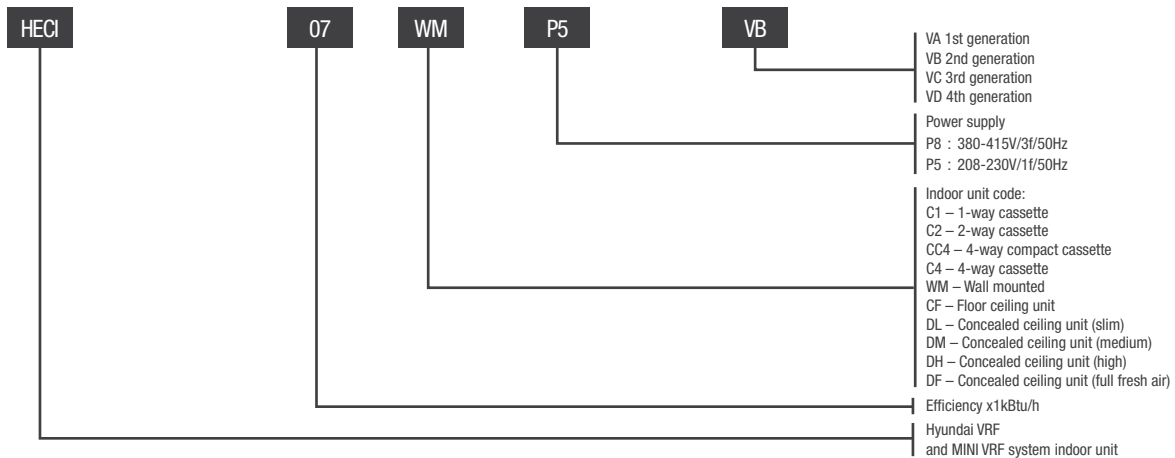 HECI 07 WM P5 VB
VA 1st generation
VB 2nd generation
VC 3rd generation
VD 4th generation
Power supply
P8 : 380-415V/3f/50Hz
P5 : 208-230V/1f/50Hz
Indoor unit code:
C1 – 1-way cassette
C2 – 2-way cassette
CC4 – 4-way compact cassette
C4 – 4-way cassette
WM – Wall mounted
CF – Floor ceiling unit
DL – Concealed ceiling unit (slim)
DM – Concealed ceiling unit (medium)
DH – Concealed ceiling unit (high)
DF – Concealed ceiling unit (full fresh air)
Efficiency x1kBtu/h
Hyundai VRF
and MINI VRF system indoor unit